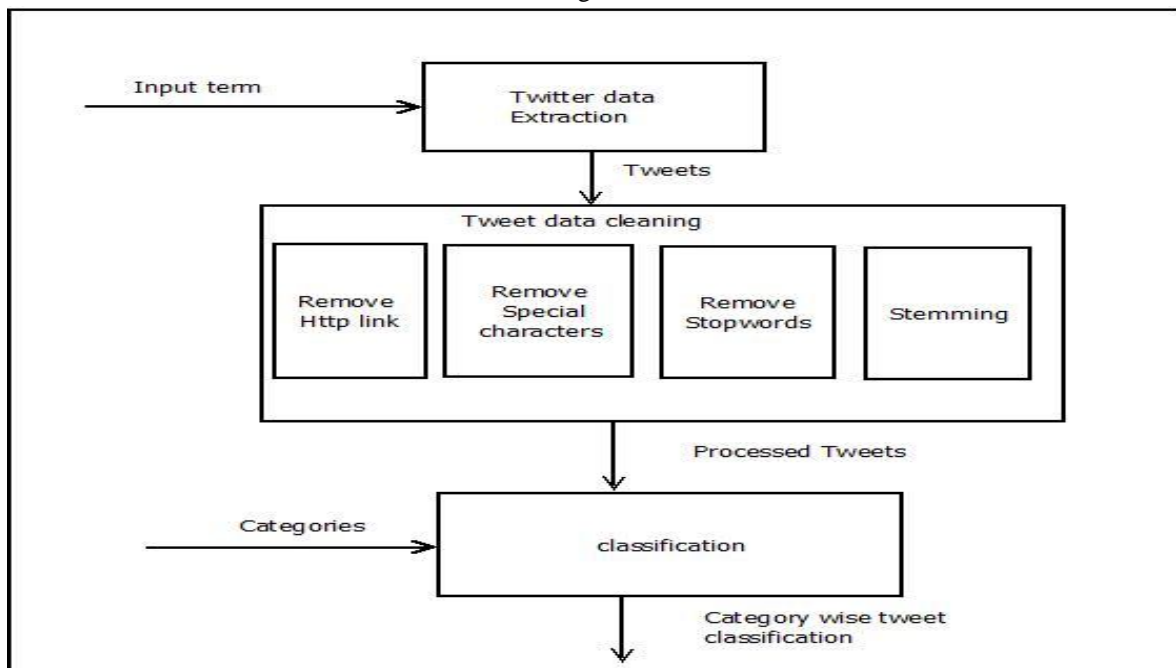 Input term
Twitter data
Extraction
Tweets
Tweet data cleaning
Remove
Http link
Remove
Special
characters
Remove
Stopwords
Stemming
Processed Tweets
Categories
classification
Category wise tweet
classification